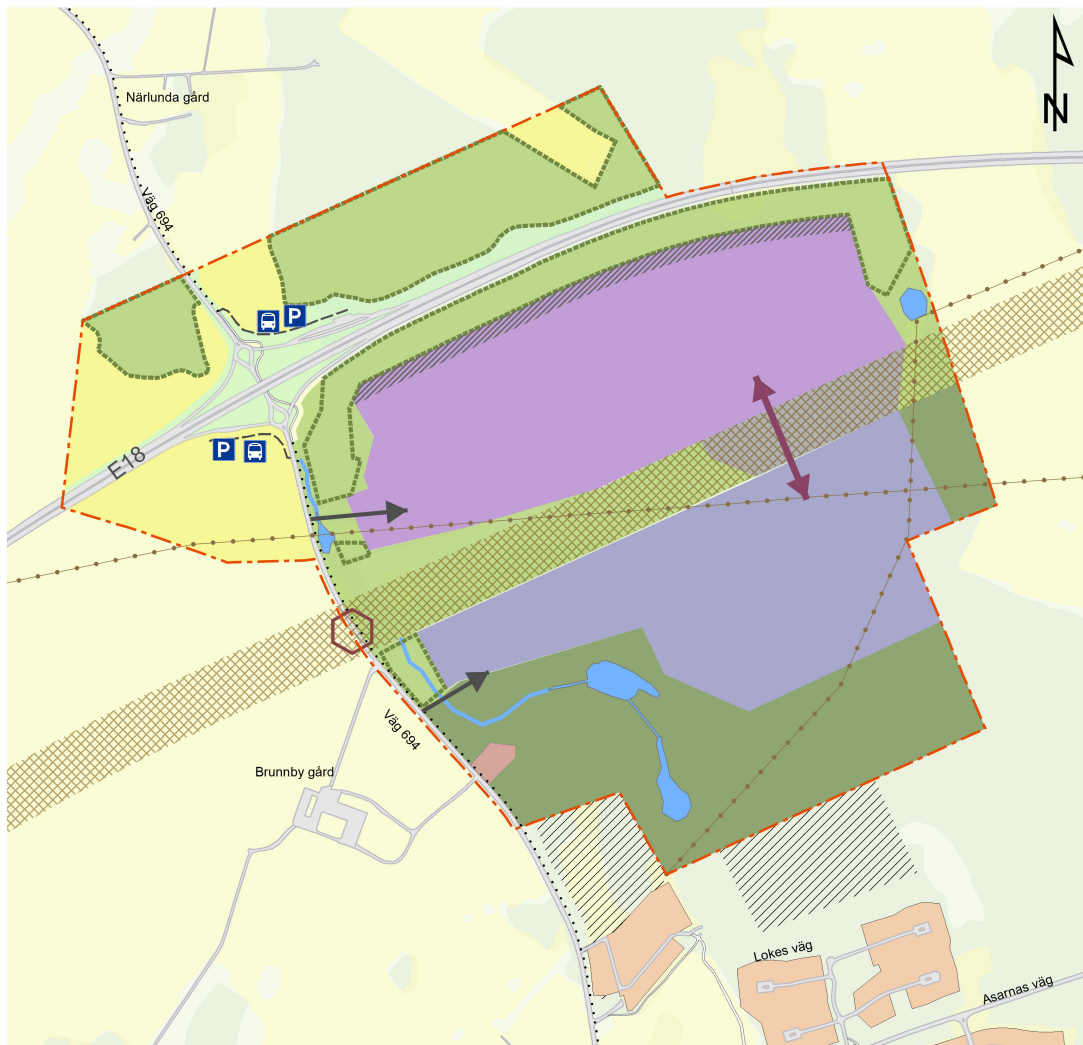 N
Närlunda gård
Väg 694
P
P
E18
Väg 694
Brunnby gård
Lokes väg
Asarnas väg